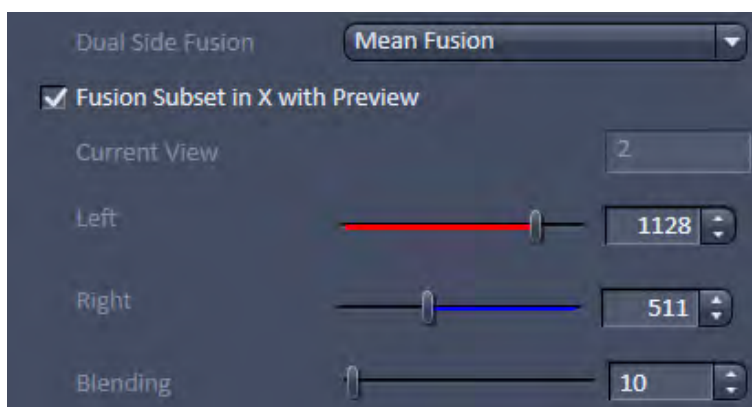 Dual Side Fusion Mean Fusion
Fusion Subset in X with Preview
Current View 2
Left 1128
Right 511
Blending 10